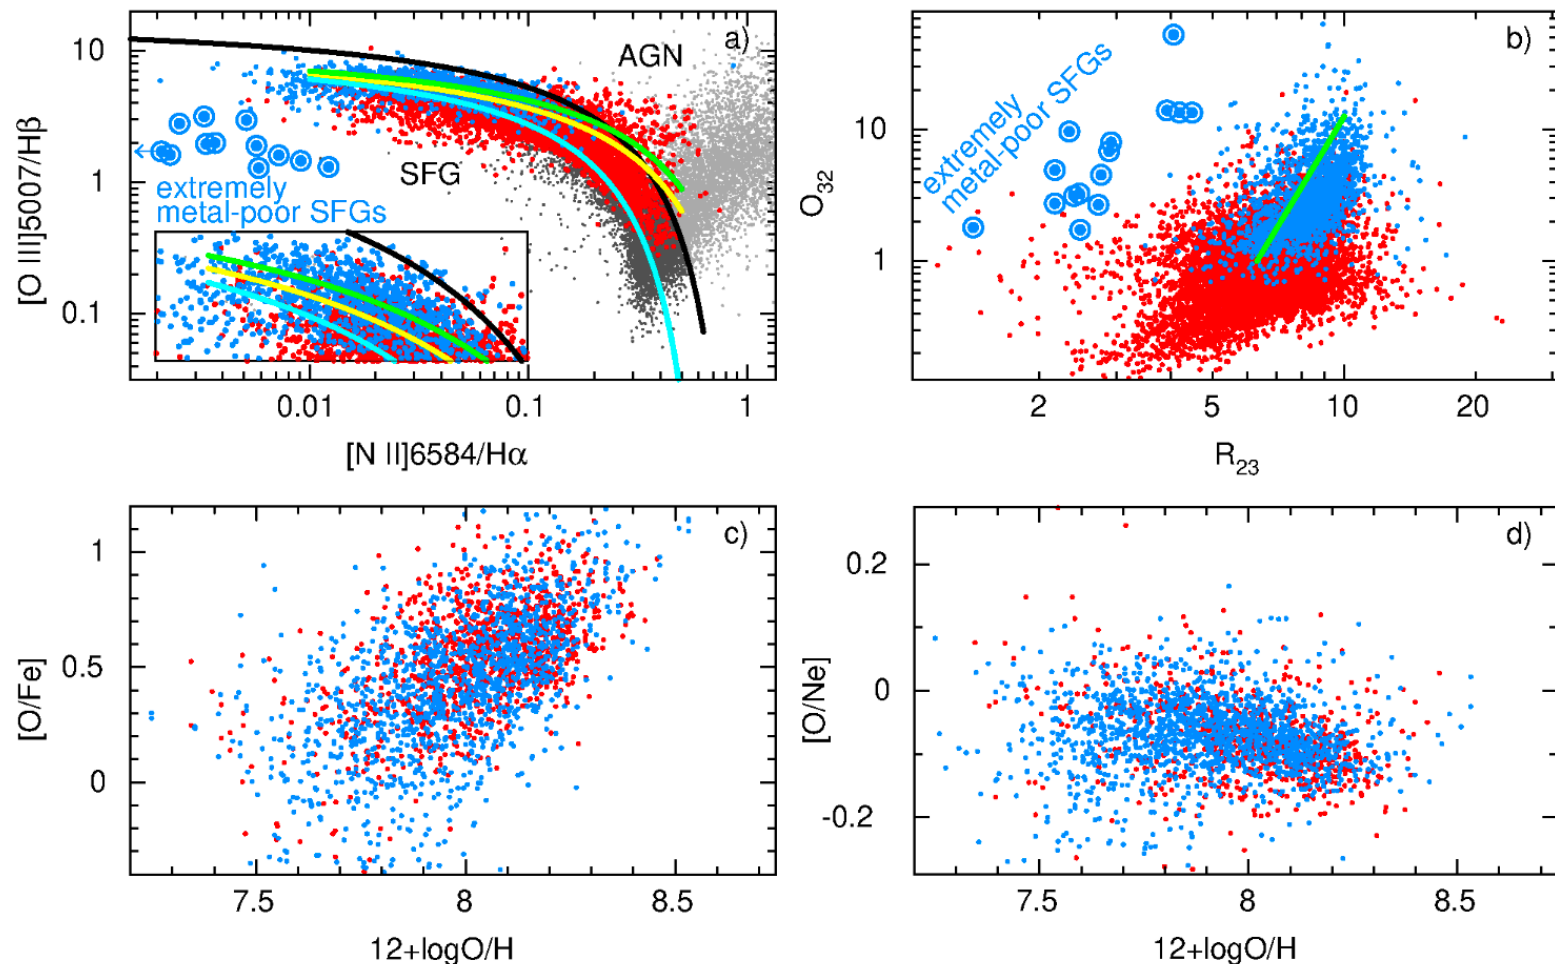 a)
AGN
SFG
extremely
metal-poor SFGs
[O III]5007/Hβ
10
1
0.1
0.01
0.1
1
[N II]6584/Hα
b)
extremely
metal-poor SFGs
O32
10
1
2
5
10
20
R23
c)
[O/Fe]
1
0.5
0
7.5
8
8.5
12+logO/H
d)
[O/Ne]
0.2
0
-0.2
7.5
8
8.5
12+logO/H